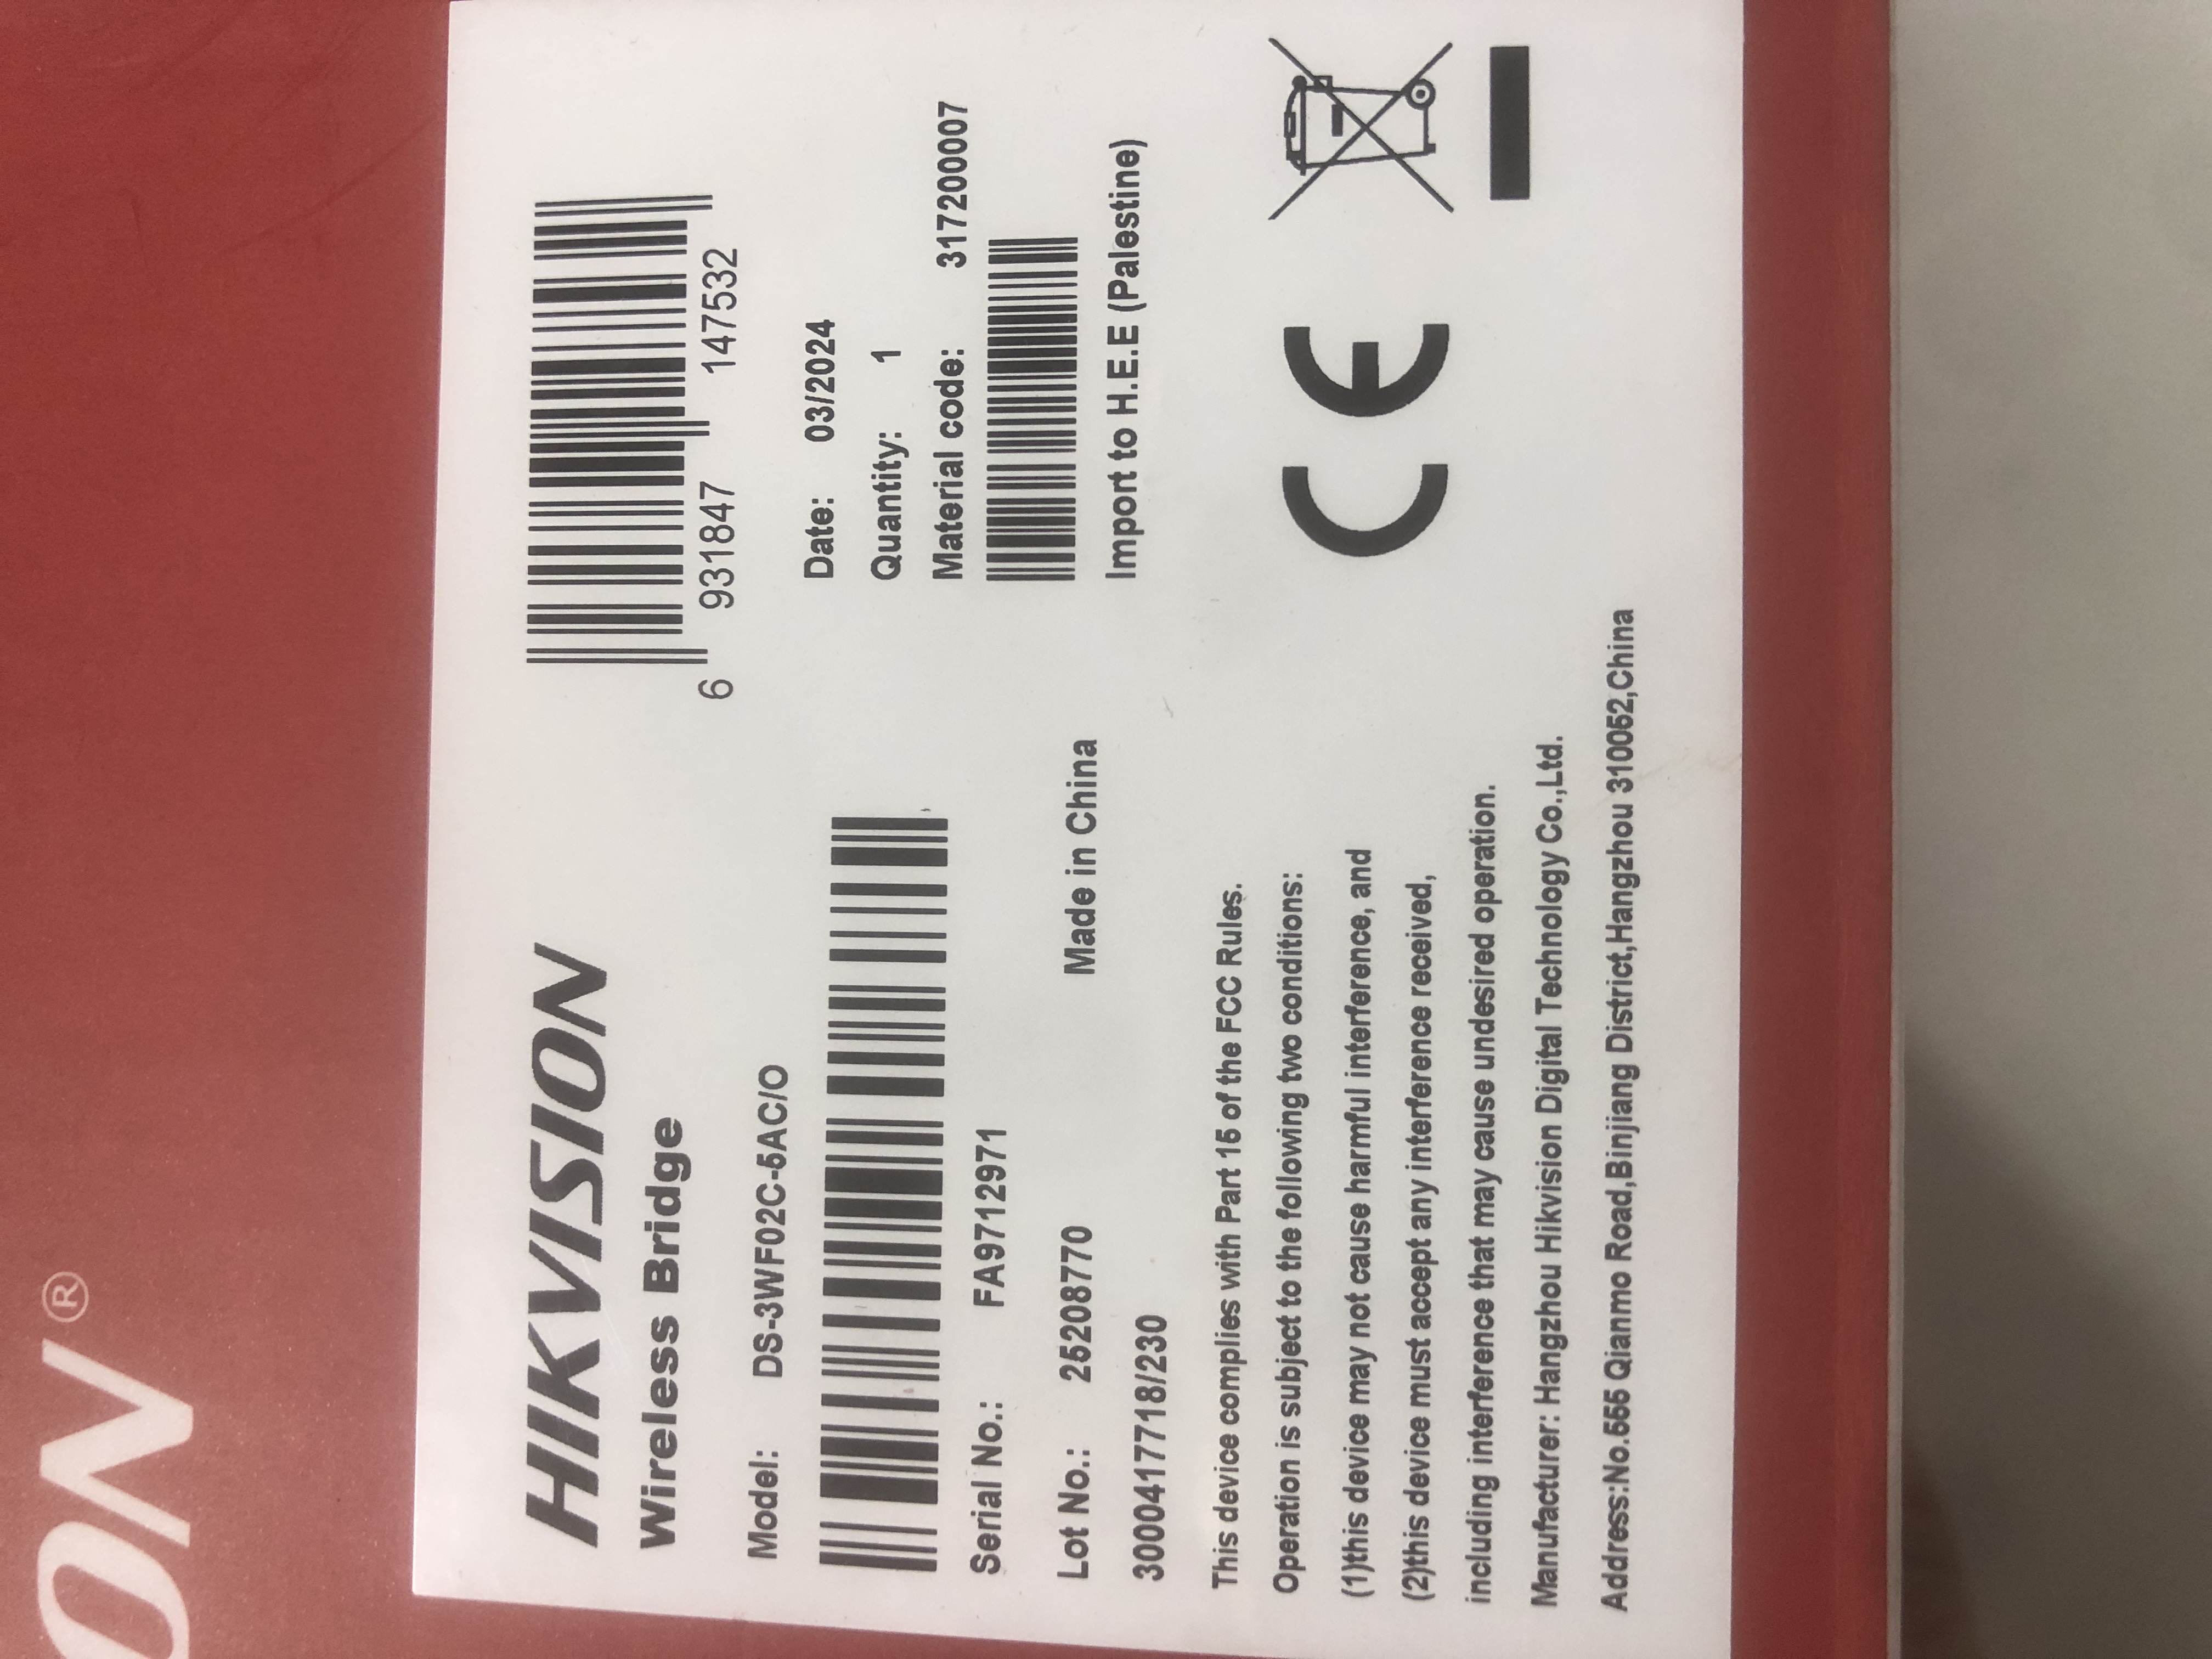 ON®
HIKVISION
Wireless Bridge
Model: DS-3WF02C-5AC/O
Serial No.: FA9712971
Lot No.: 25208770
Made in China
3000417718/230
6 931847 147532
Date: 03/2024
Quantity: 1
Material code: 317200007
Import to H.E.E (Palestine)
This device complies with Part 15 of the FCC Rules.
Operation is subject to the following two conditions:
(1)this device may not cause harmful interference, and
(2)this device must accept any interference received,
including interference that may cause undesired operation.
Manufacturer: Hangzhou Hikvision Digital Technology Co.,Ltd.
Address:No.555 Qianmo Road,Binjiang District,Hangzhou 310052,China
CE